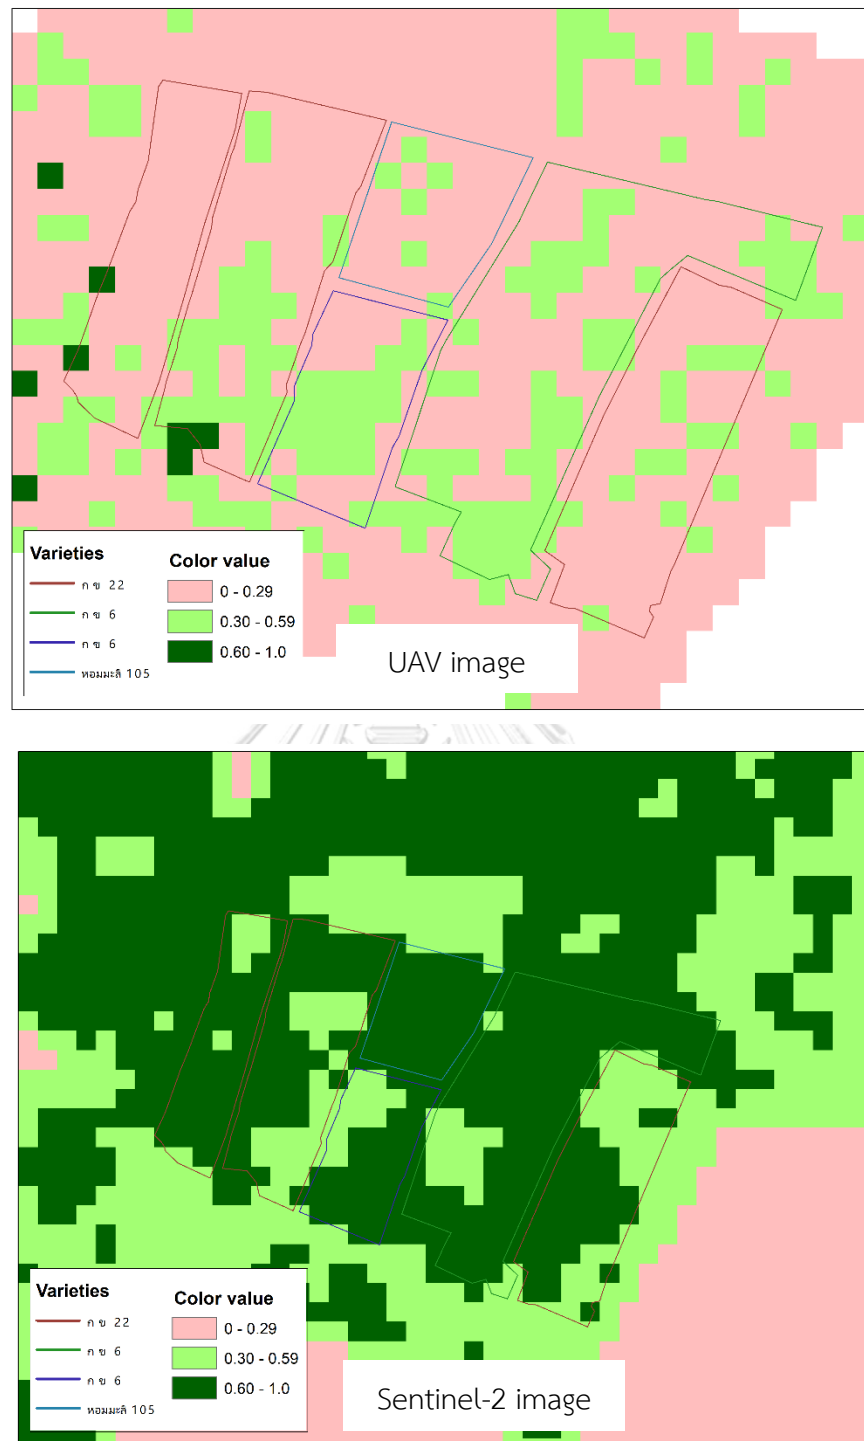 Varieties
ก ข 22
ก ข 6
ก ข 6
หอมมะลิ 105
Color value
0 - 0.29
0.30 - 0.59
0.60 - 1.0
UAV image
Varieties
ก ข 22
ก ข 6
ก ข 6
หอมมะลิ 105
Color value
0 - 0.29
0.30 - 0.59
0.60 - 1.0
Sentinel-2 image